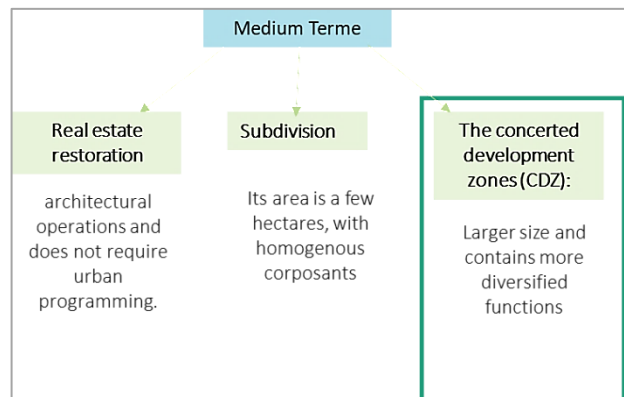 Medium Terme
Real estate
restoration
architectural
operations and
does not require
urban
programming.
Subdivision
Its area is a few
hectares, with
homogenous
corposants
The concerted
development
zones (CDZ):
Larger size and
contains more
diversified
functions